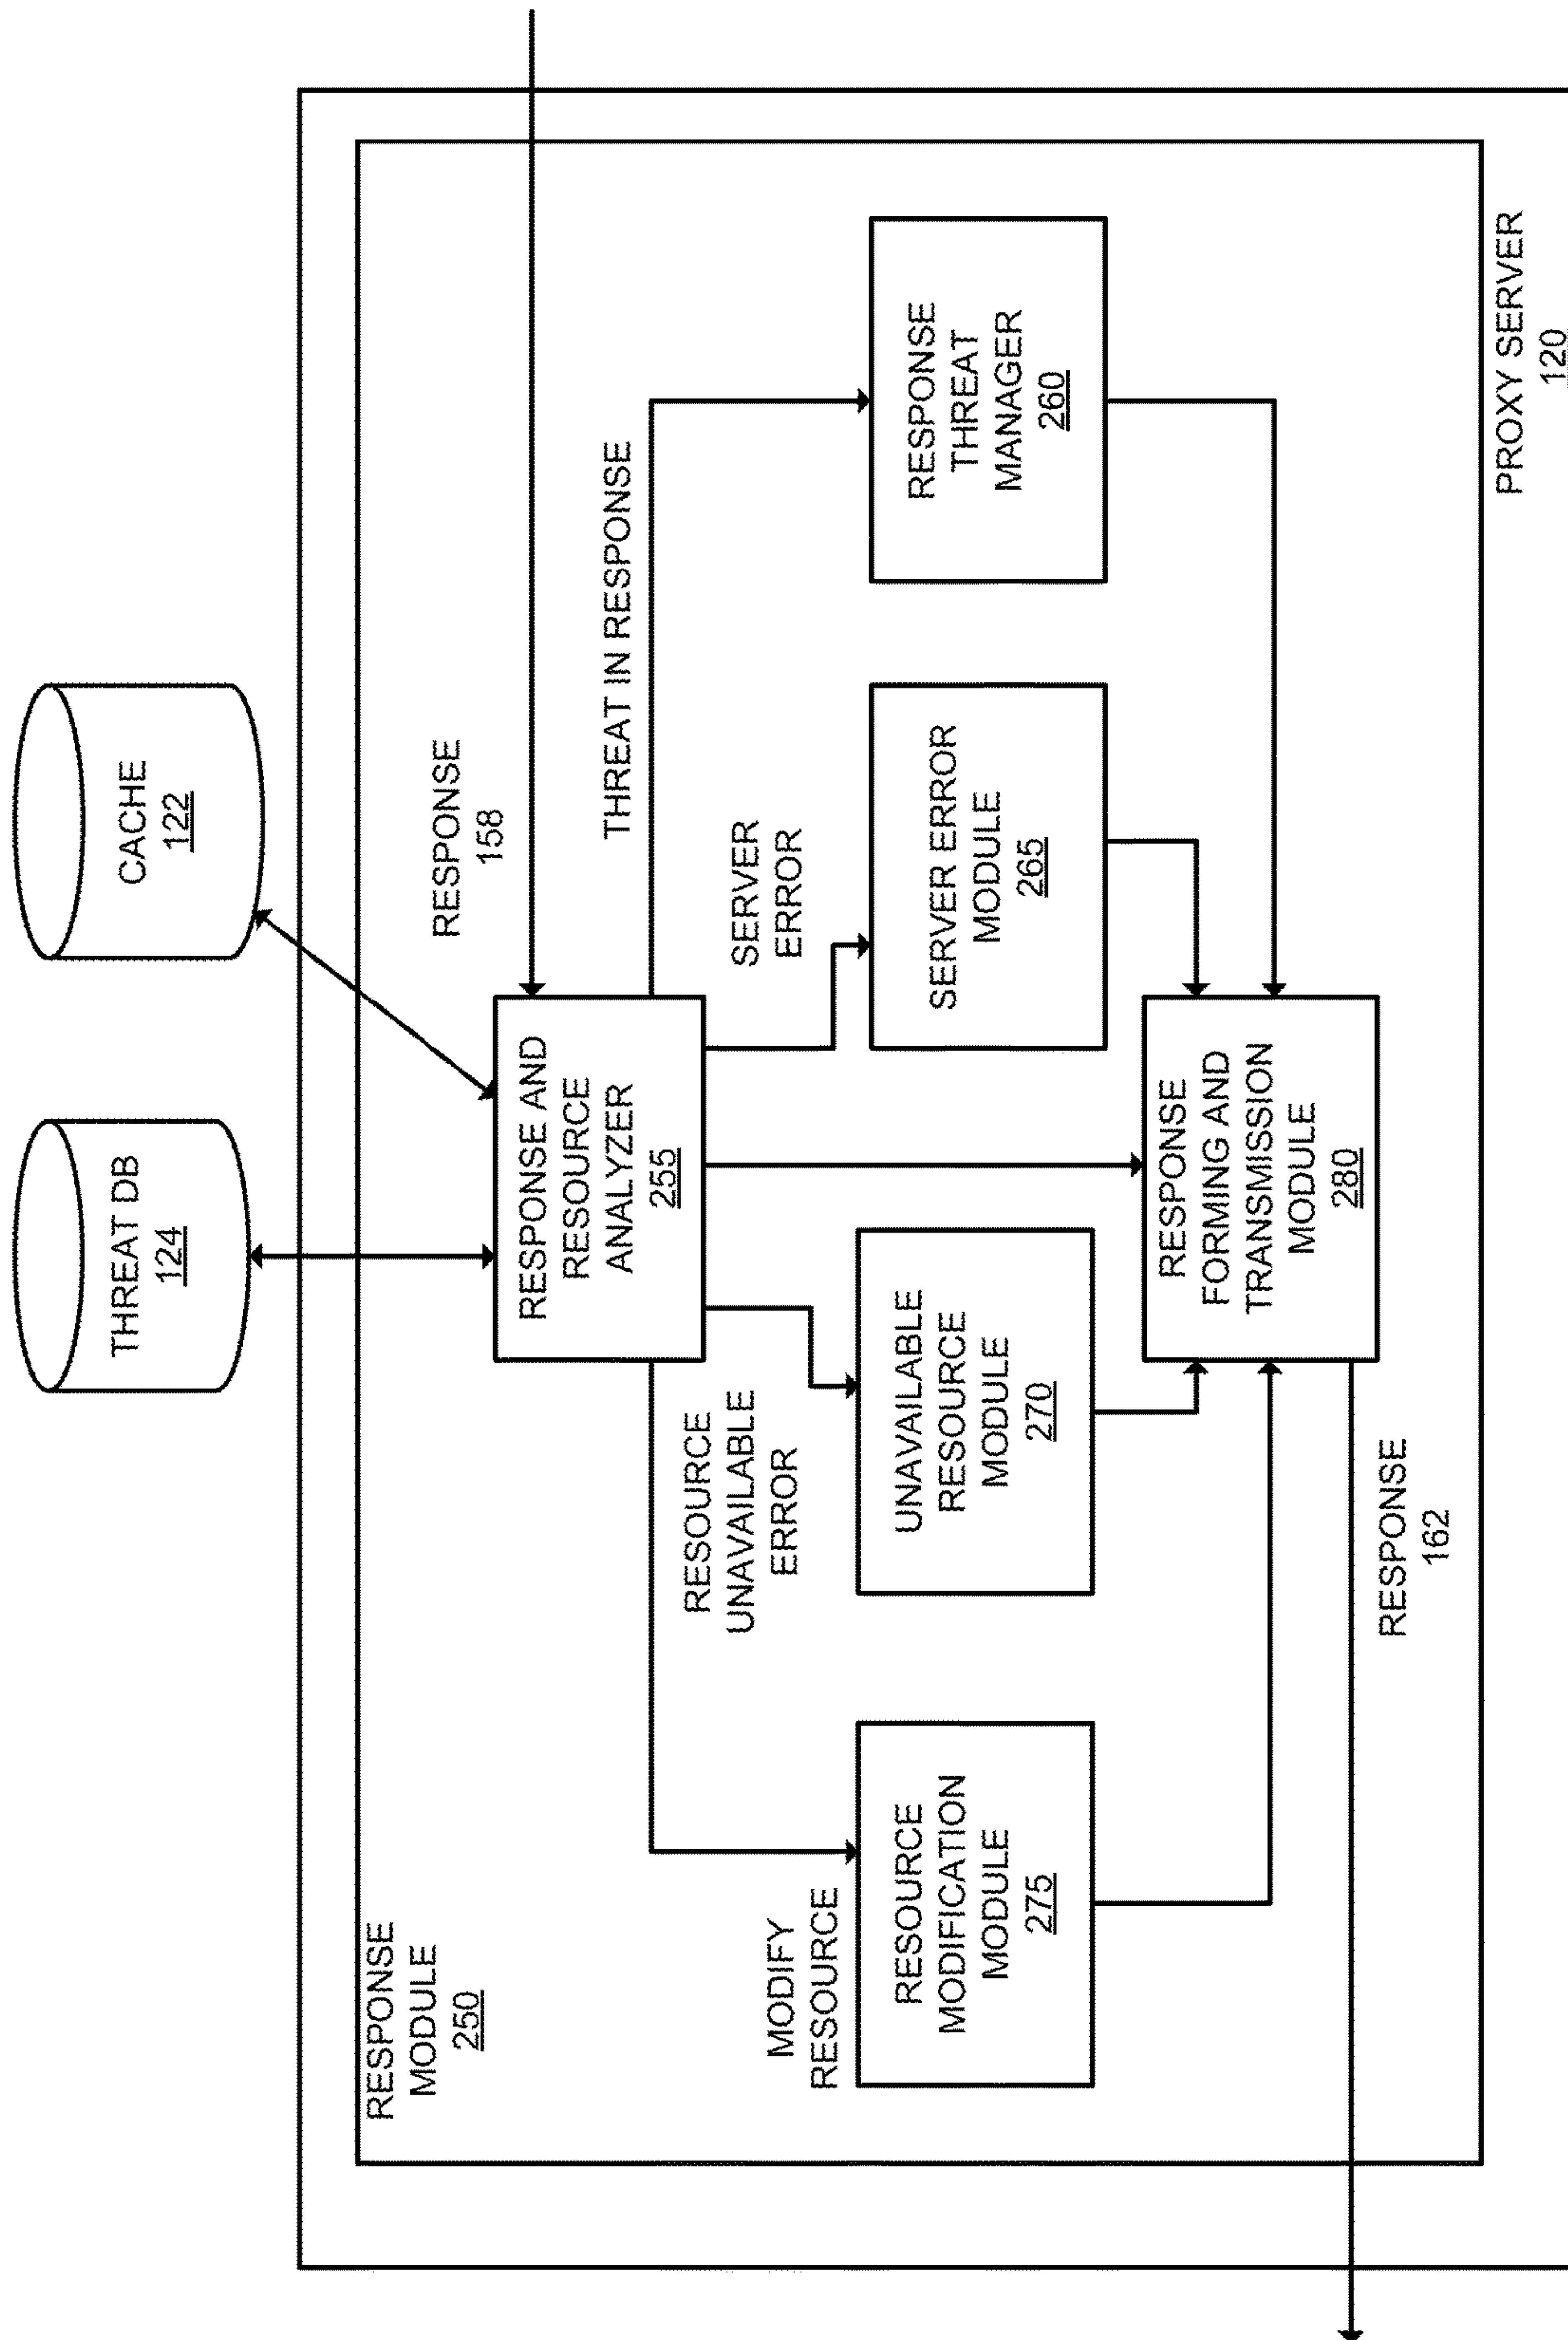 THREAT DB
124
CACHE
122
RESPONSE
MODULE
250
RESPONSE
158
RESPONSE AND
RESOURCE
ANALYZER
255
THREAT IN RESPONSE
SERVER
ERROR
RESOURCE
UNAVAILABLE
ERROR
MODIFY
RESOURCE
RESOURCE
MODIFICATION
MODULE
275
UNAVAILABLE
RESOURCE
MODULE
270
SERVER ERROR
MODULE
265
RESPONSE
THREAT
MANAGER
260
RESPONSE
FORMING AND
TRANSMISSION
MODULE
280
RESPONSE
162
PROXY SERVER
120